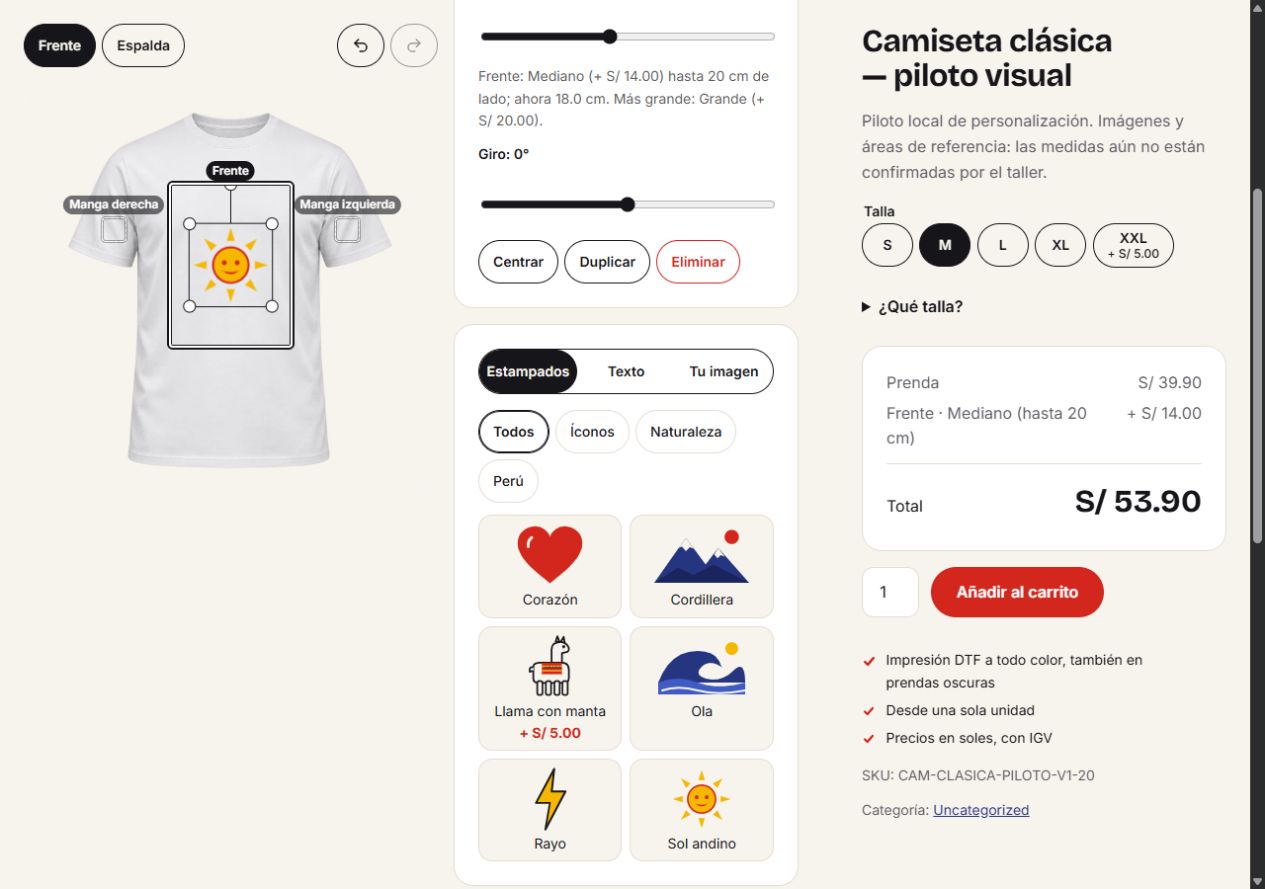 Frente
Espalda
Frente
Manga derecha
Manga izquierda
Frente: Mediano (+ S/ 14.00) hasta 20 cm de
lado; ahora 18.0 cm. Más grande: Grande (+
S/ 20.00).
Giro: 0°
Centrar
Duplicar
Eliminar
Estampados
Texto
Tu imagen
Todos
Íconos
Naturaleza
Perú
Corazón
Cordillera
Llama con manta
+ S/ 5.00
Ola
Rayo
Sol andino
Camiseta clásica
— piloto visual
Piloto local de personalización. Imágenes y
áreas de referencia: las medidas aún no están
confirmadas por el taller.
Talla
S
M
L
XL
XXL
+ S/ 5.00
¿Qué talla?
Prenda S/ 39.90
Frente · Mediano (hasta 20 + S/ 14.00
cm)
Total S/ 53.90
1
Añadir al carrito
Impresión DTF a todo color, también en
prendas oscuras
Desde una sola unidad
Precios en soles, con IGV
SKU: CAM-CLASICA-PILOTO-V1-20
Categoría: Uncategorized